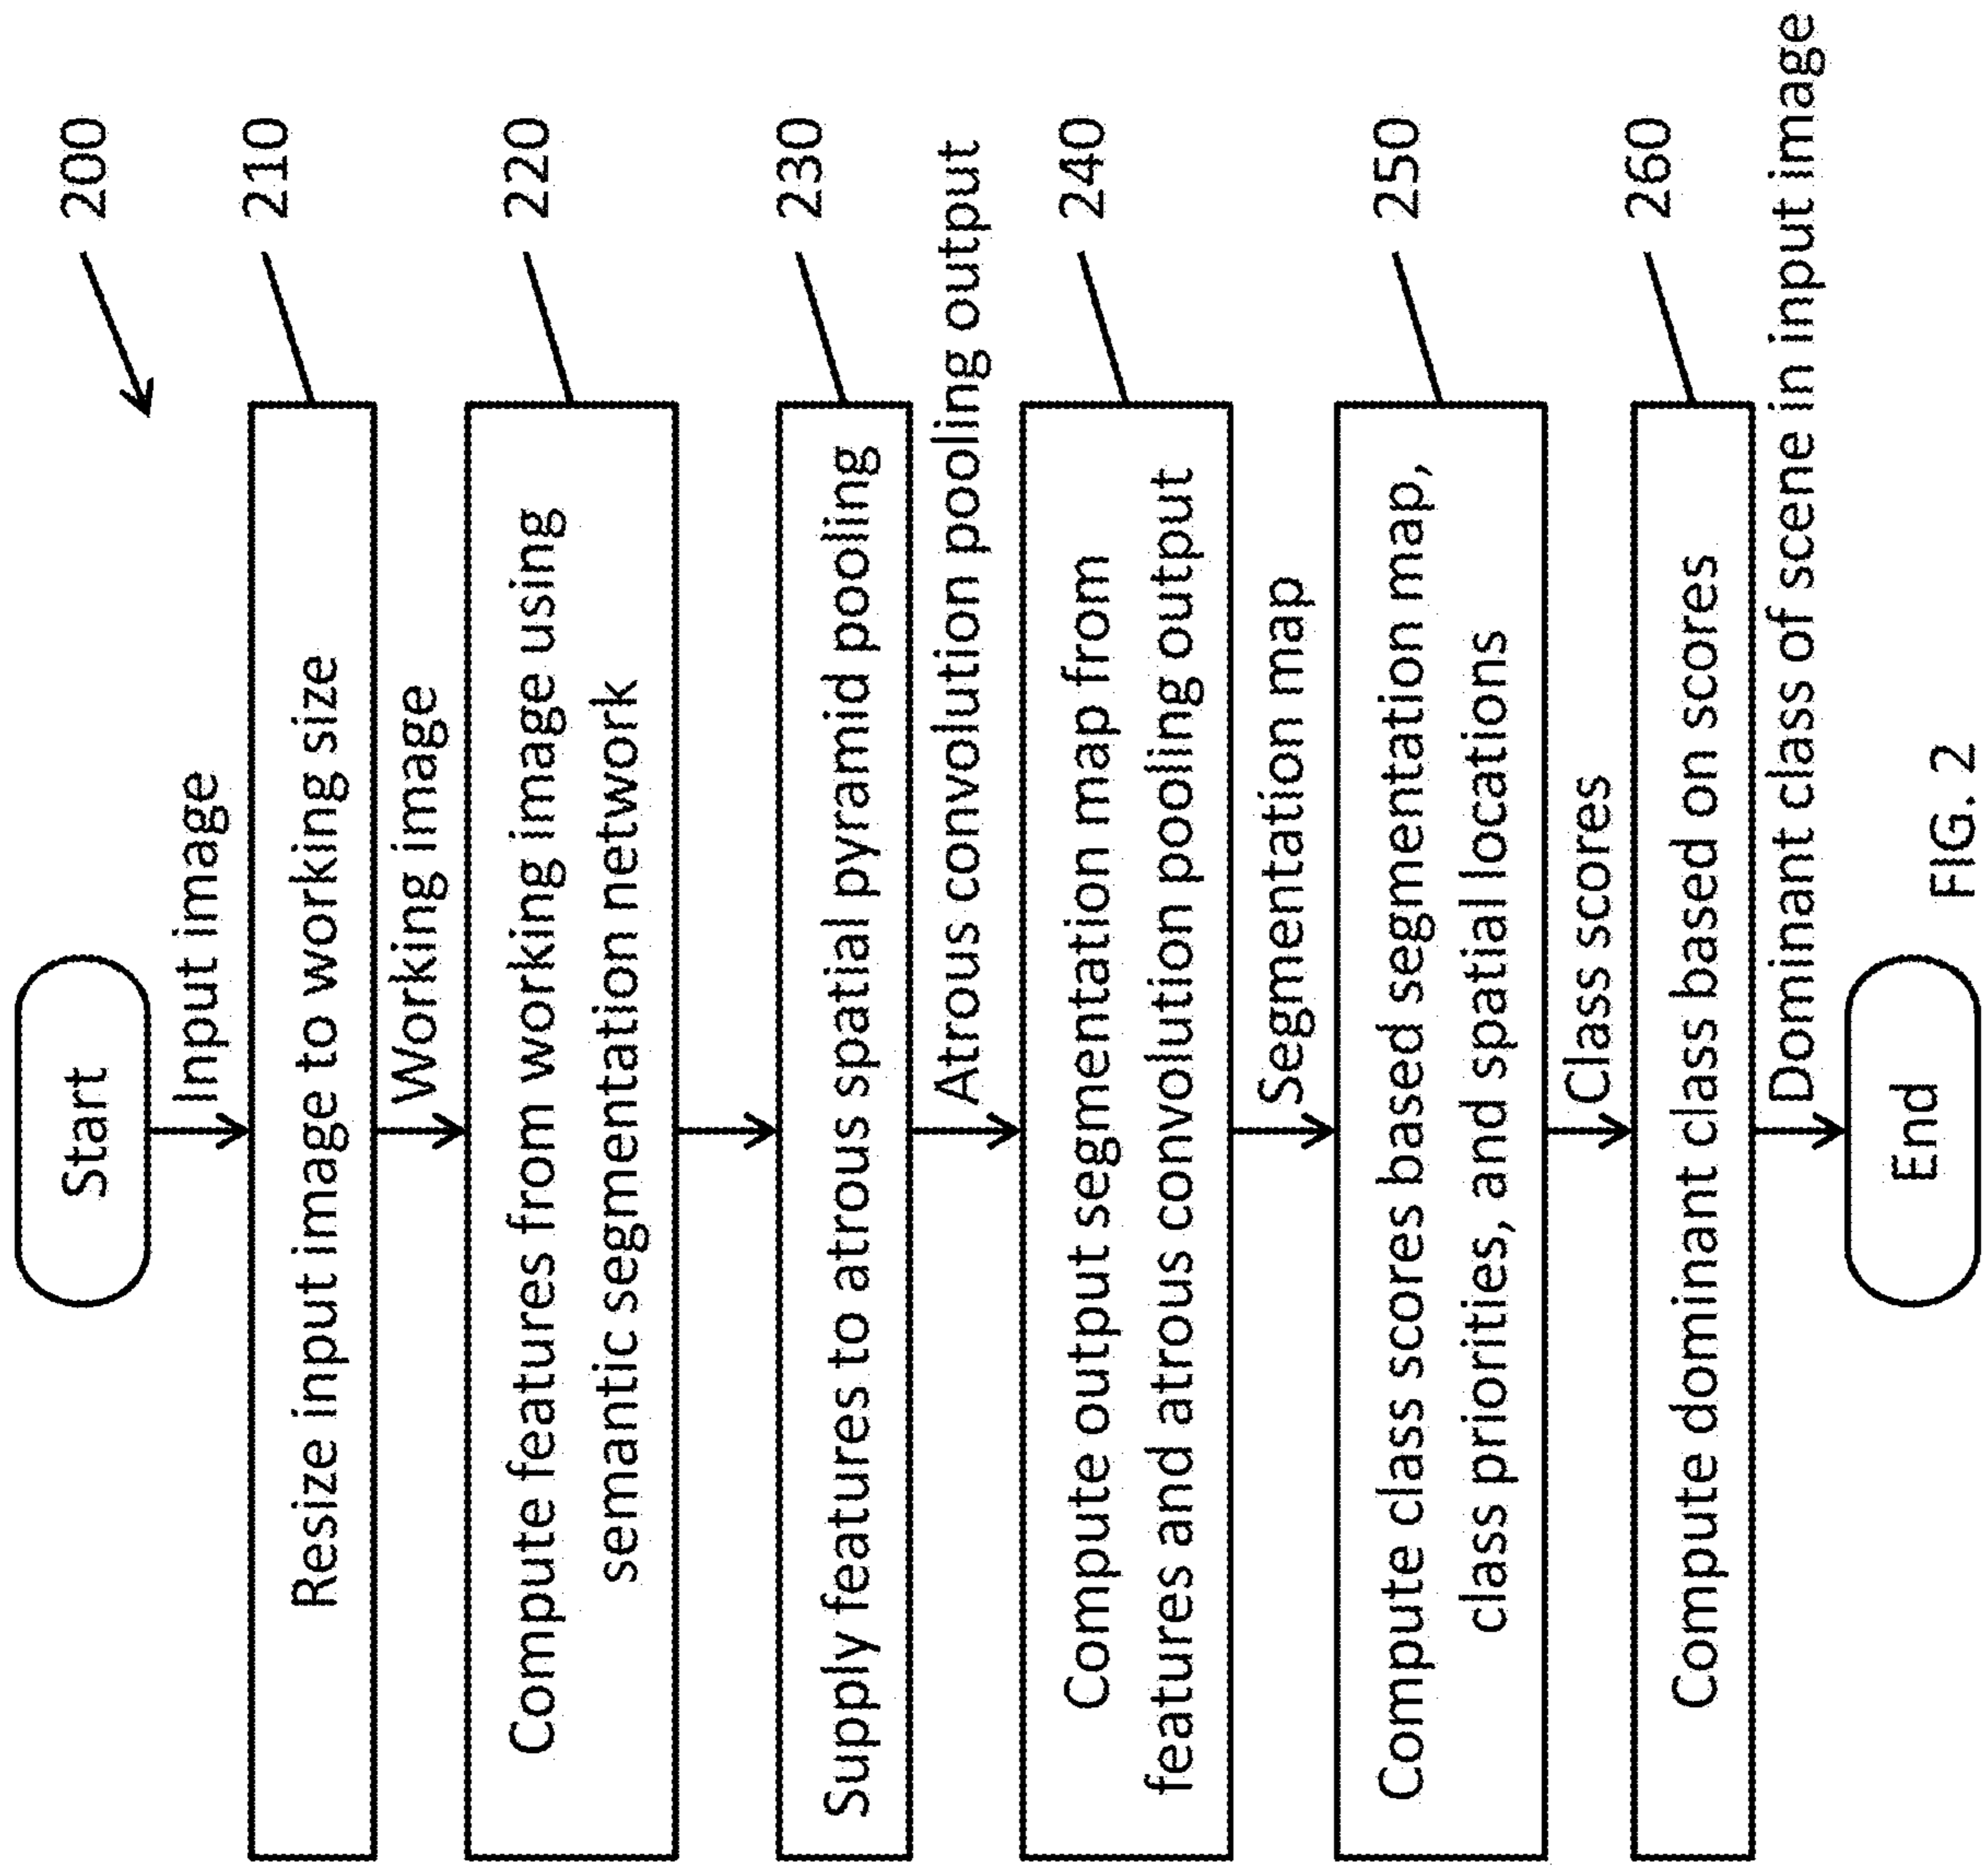 200
Start
Input image
210
Resize input image to working size
Working image
220
Compute features from working image using
semantic segmentation network
230
Supply features to atrous spatial pyramid pooling
Atrous convolution pooling output
240
Compute output segmentation map from
features and atrous convolution pooling output
Segmentation map
250
Compute class scores based segmentation map,
class priorities, and spatial locations
Class scores
260
Compute dominant class based on scores
Dominant class of scene in input image
End
FIG. 2